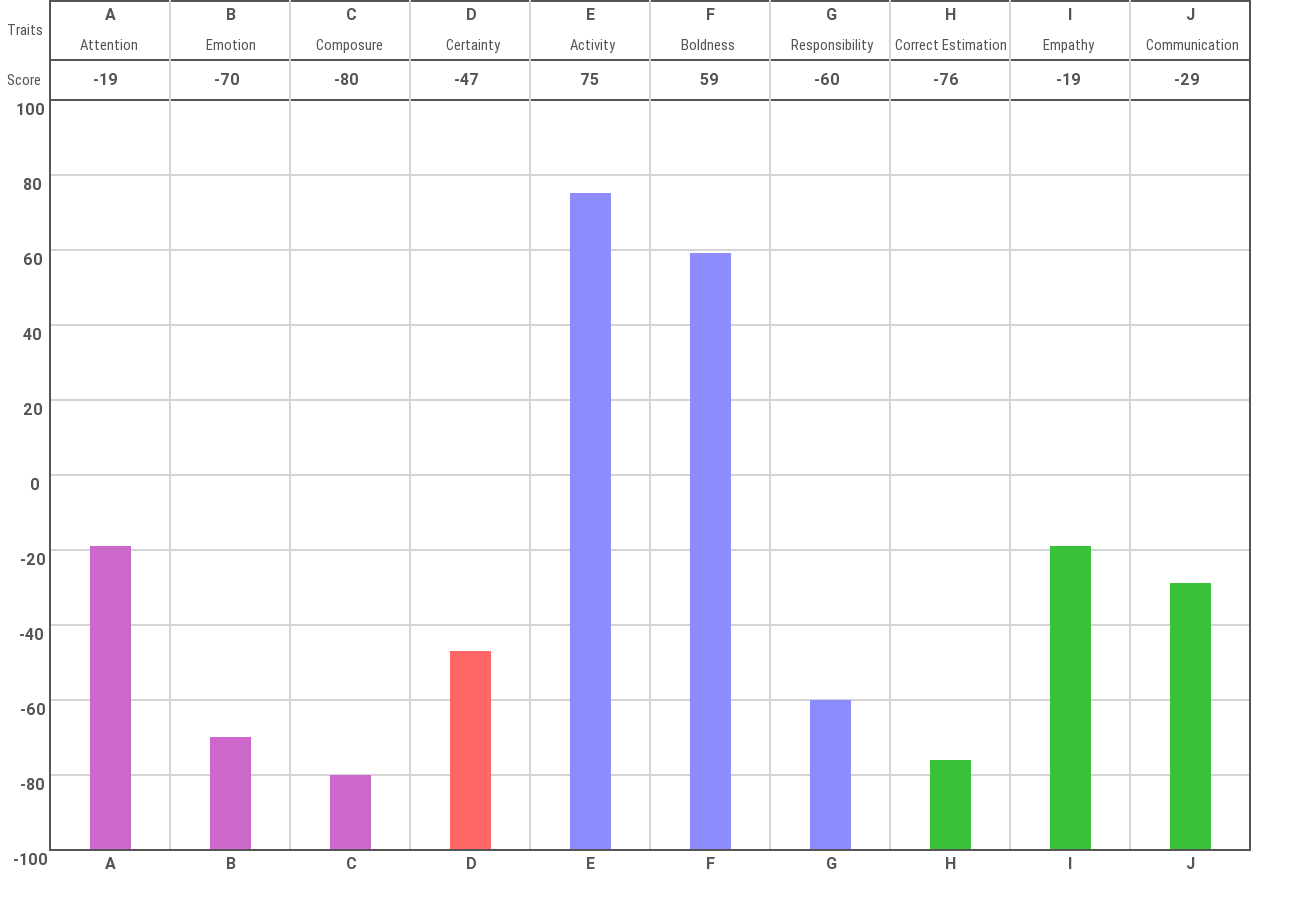 Traits A B C D E F G H I J
Attention Emotion Composure Certainty Activity Boldness Responsibility Correct Estimation Empathy Communication
Score -19 -70 -80 -47 75 59 -60 -76 -19 -29
100
80
60
40
20
0
-20
-40
-60
-80
-100
A B C D E F G H I J